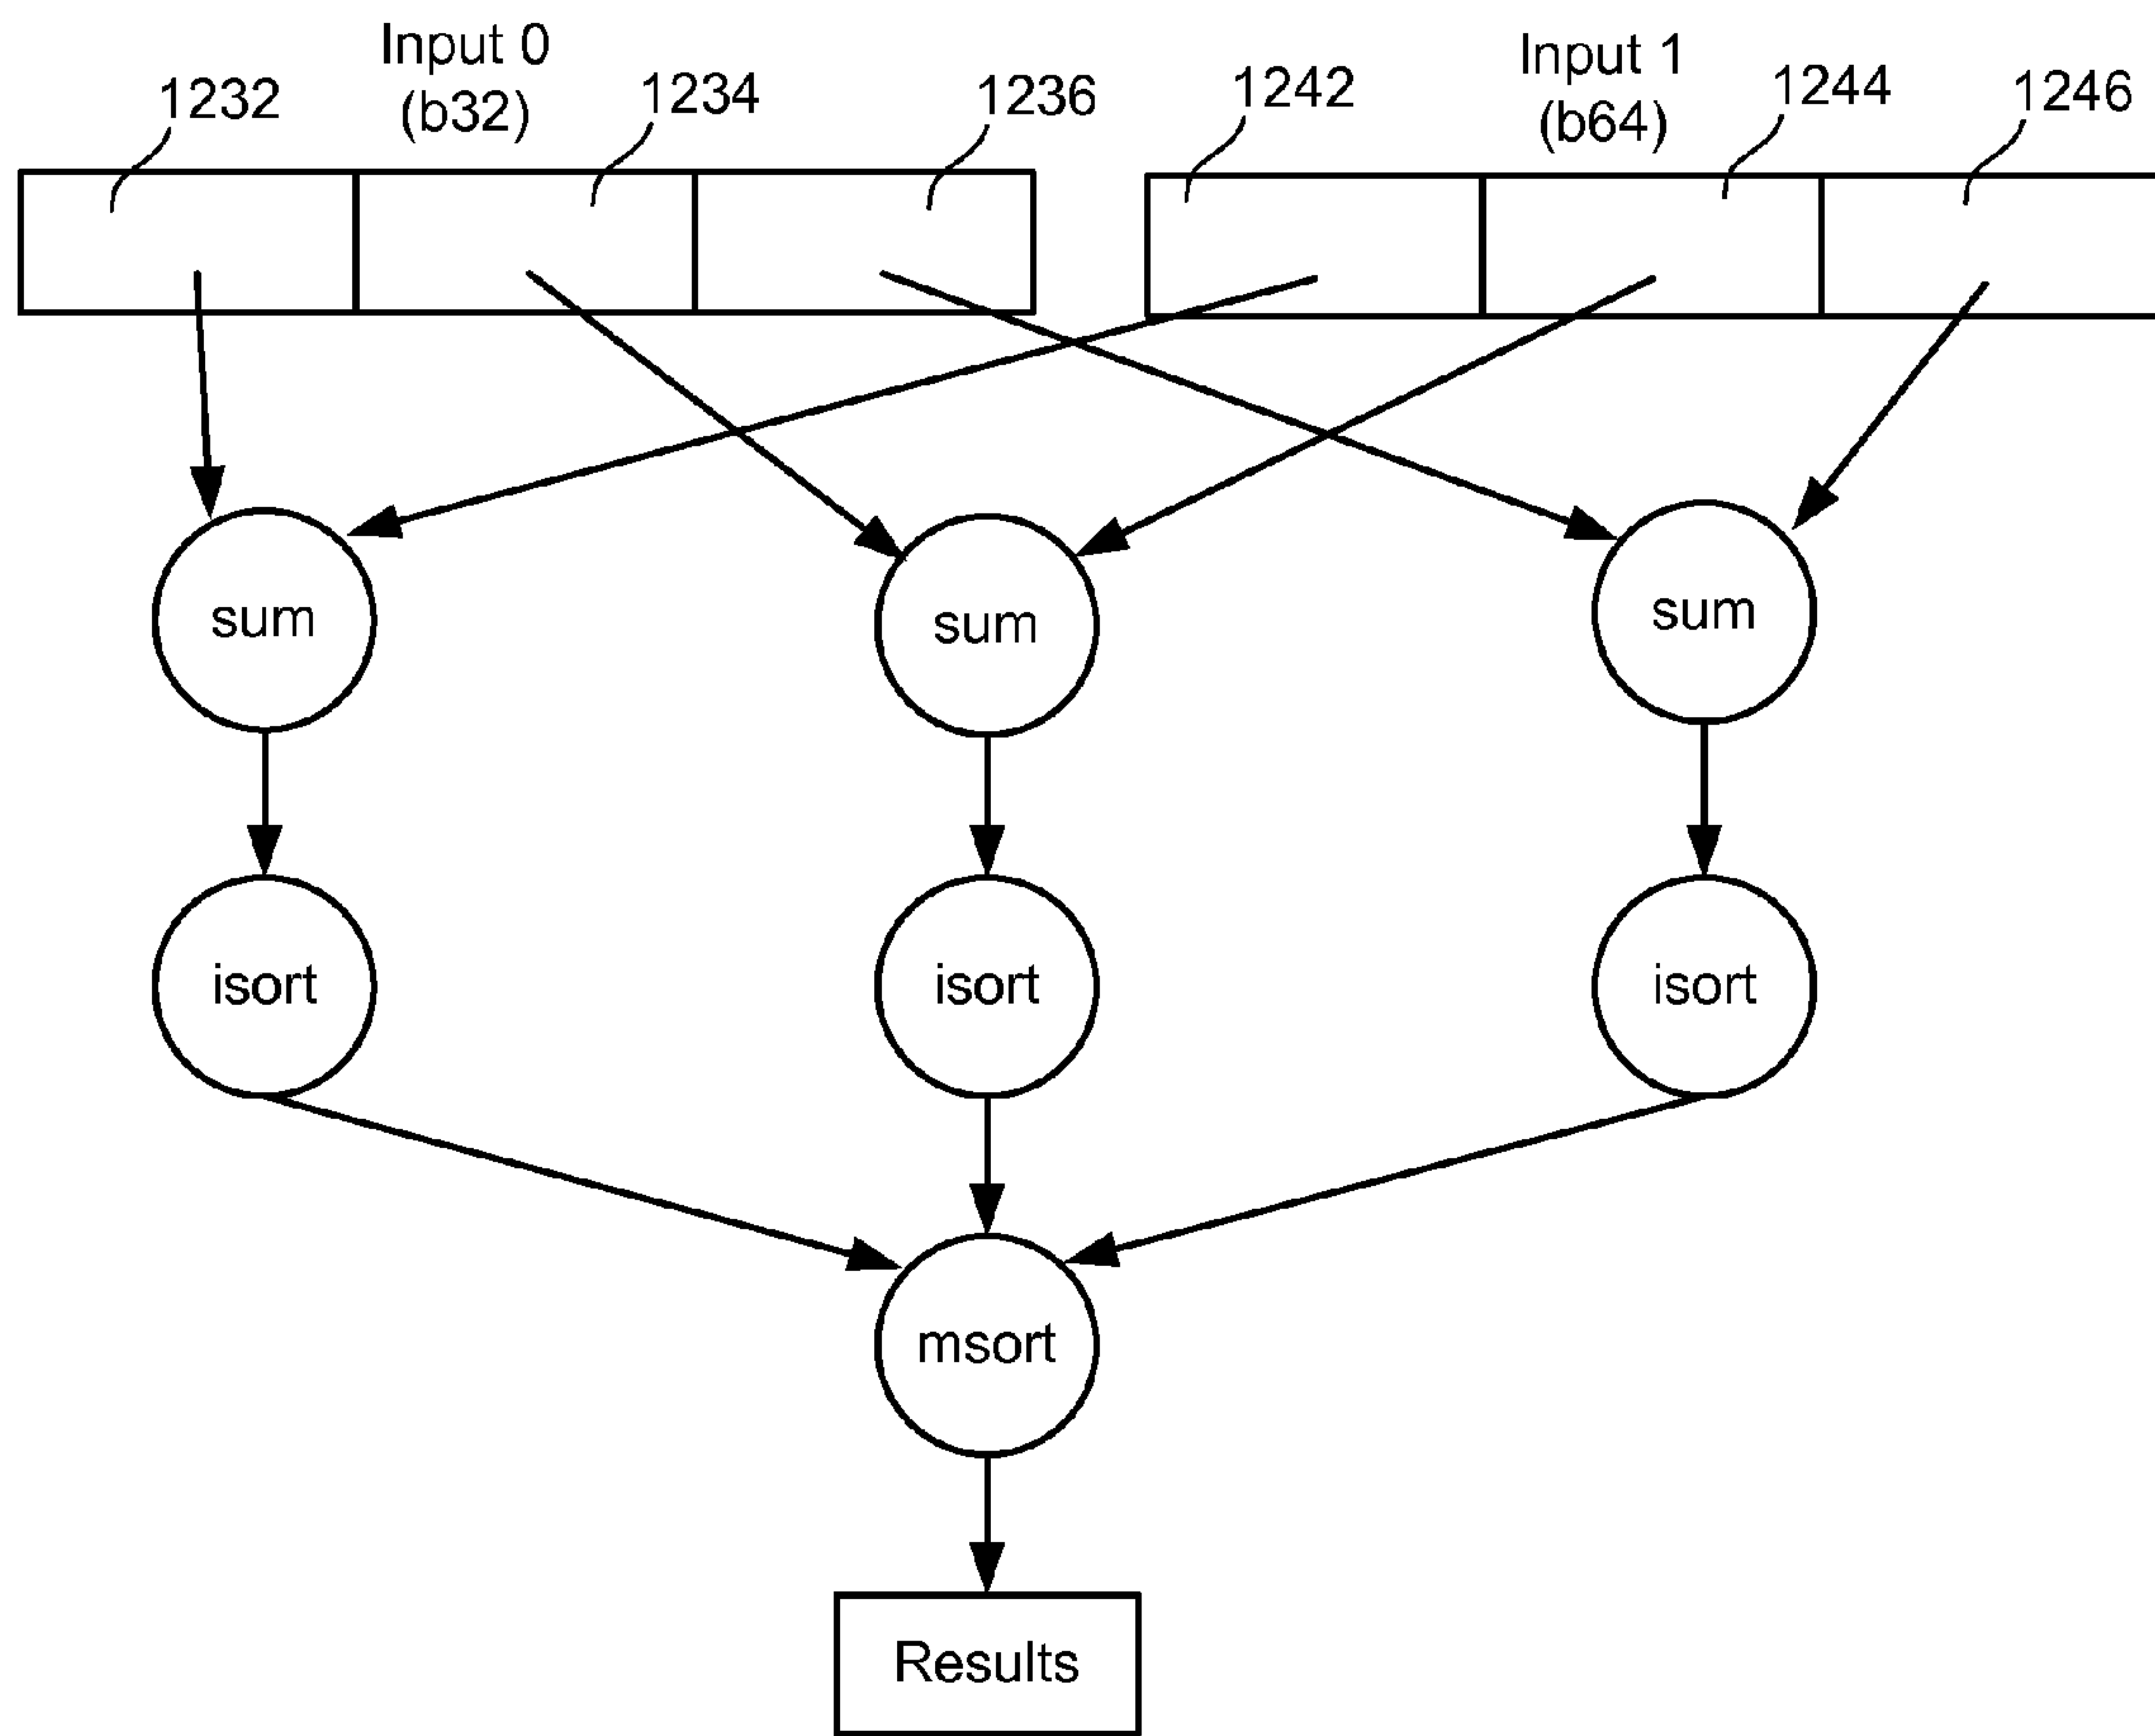 Input 0
(b32)
1232
1234
1236
Input 1
(b64)
1242
1244
1246
sum
sum
sum
isort
isort
isort
msort
Results